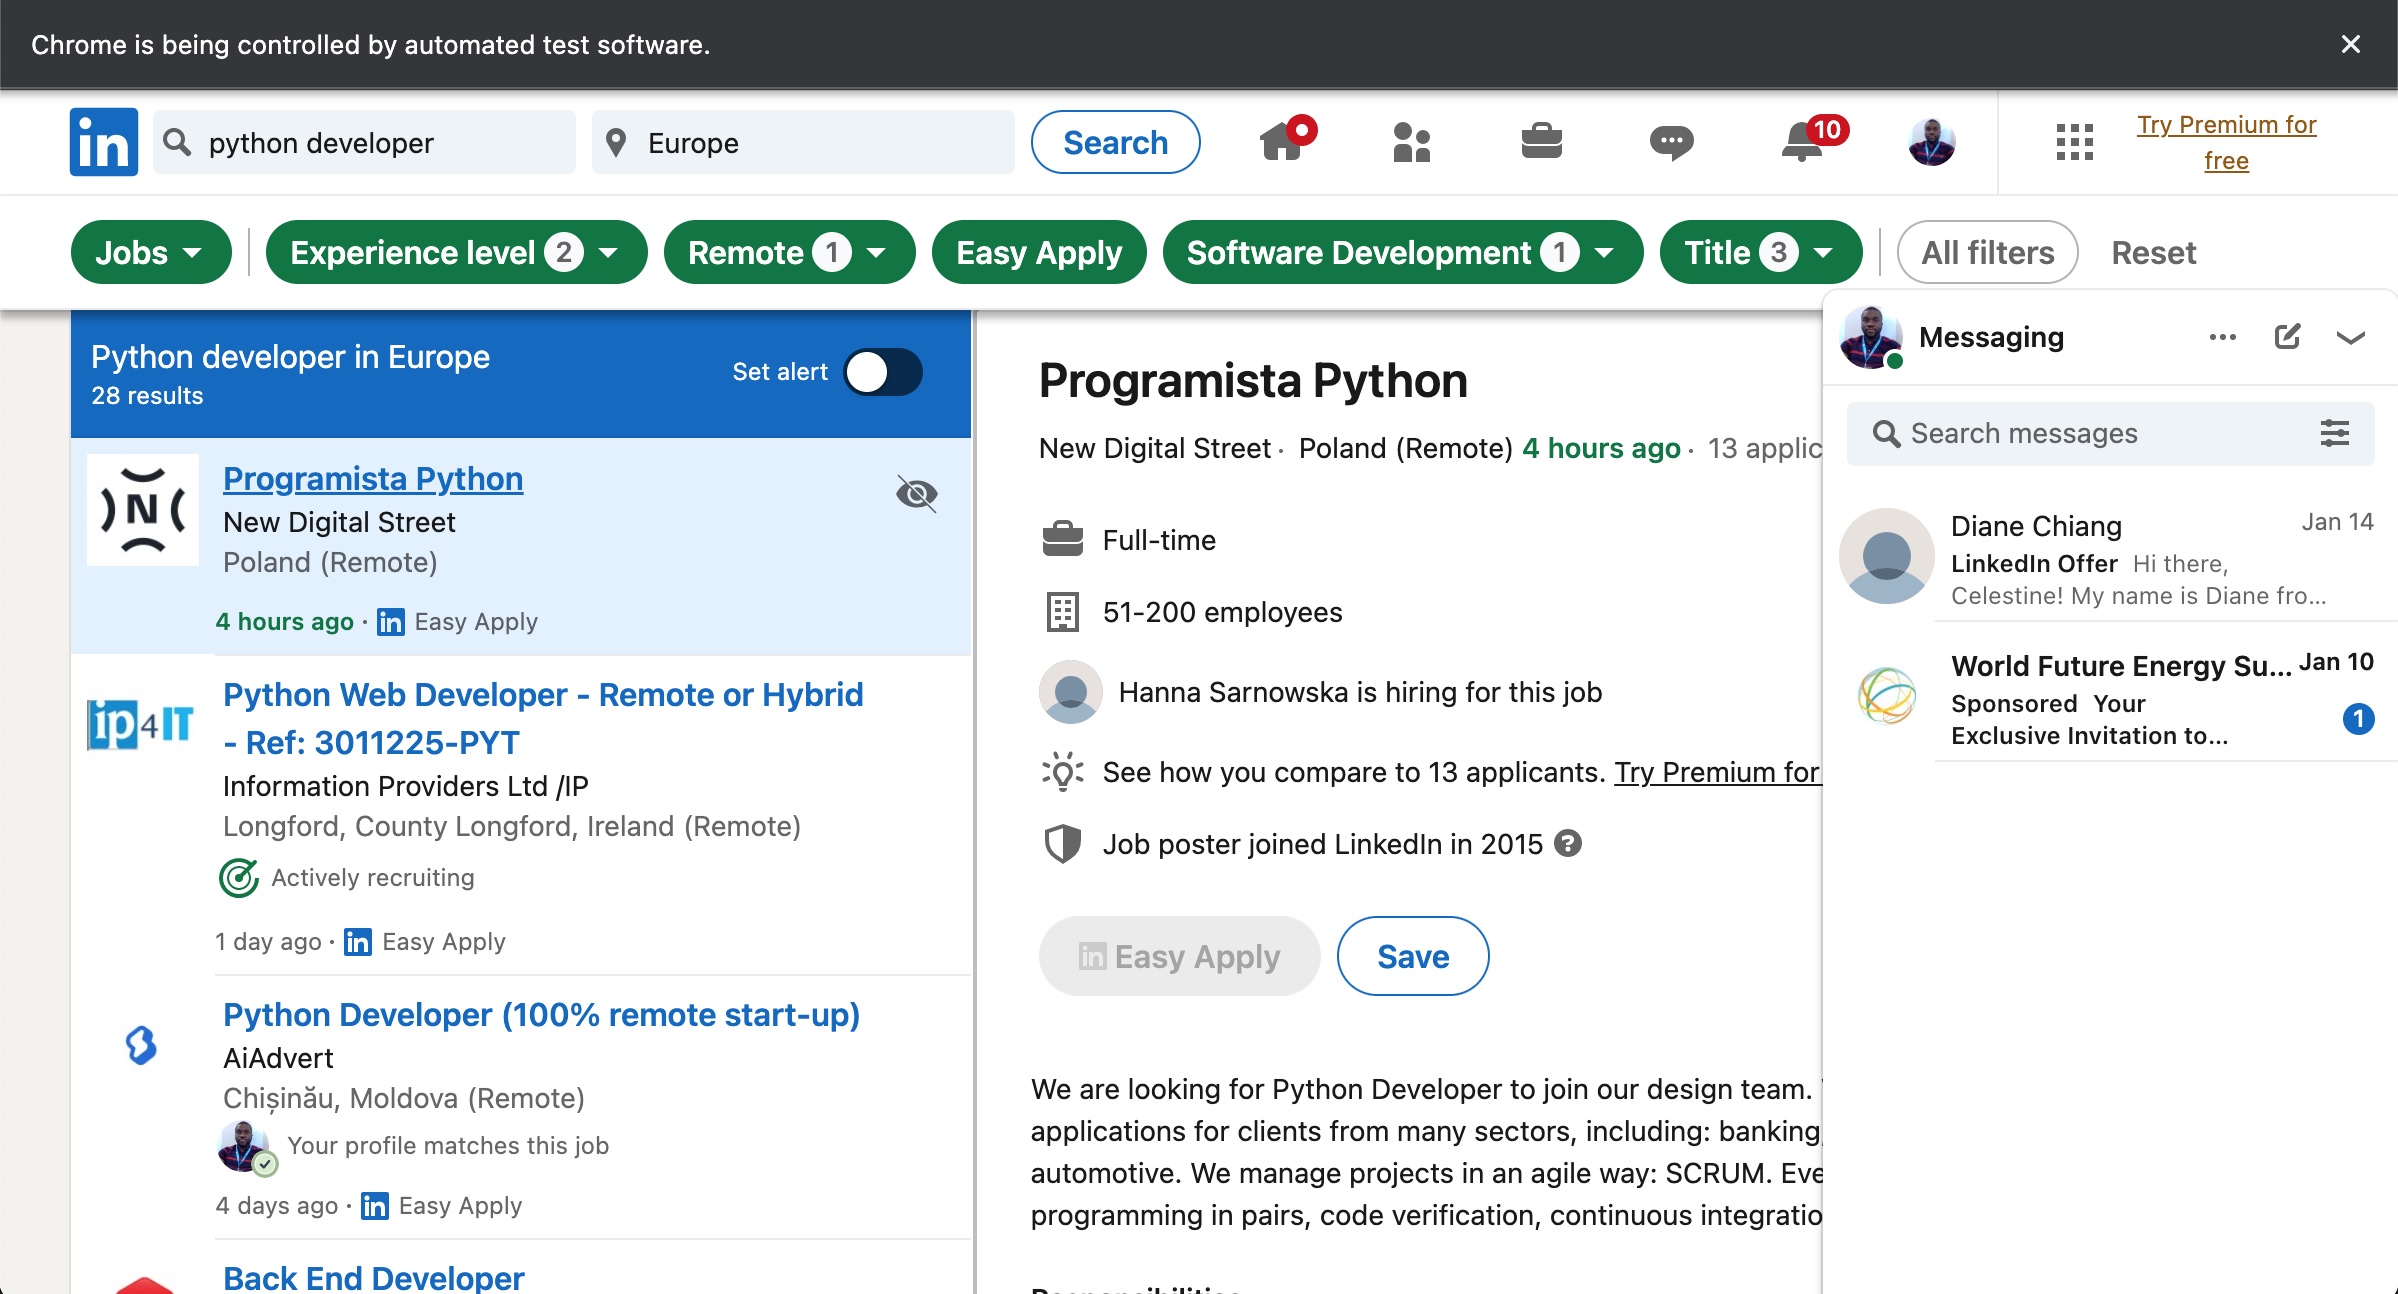 Chrome is being controlled by automated test software.
in
python developer
Europe
Search
10
Try Premium for
free
Jobs
Experience level 2
Remote 1
Easy Apply
Software Development 1
Title 3
All filters
Reset
Python developer in Europe
28 results
Set alert
N
Programista Python
New Digital Street
Poland (Remote)
4 hours ago · in Easy Apply
ip4IT
Python Web Developer - Remote or Hybrid
- Ref: 3011225-PYT
Information Providers Ltd /IP
Longford, County Longford, Ireland (Remote)
Actively recruiting
1 day ago · in Easy Apply
Python Developer (100% remote start-up)
AiAdvert
Chișinău, Moldova (Remote)
Your profile matches this job
4 days ago · in Easy Apply
Back End Developer
Programista Python
New Digital Street · Poland (Remote) 4 hours ago · 13 applic
Full-time
51-200 employees
Hanna Sarnowska is hiring for this job
See how you compare to 13 applicants. Try Premium for
Job poster joined LinkedIn in 2015
in Easy Apply
Save
We are looking for Python Developer to join our design team.
applications for clients from many sectors, including: banking,
automotive. We manage projects in an agile way: SCRUM. Eve
programming in pairs, code verification, continuous integratio
Messaging
Search messages
Diane Chiang
Jan 14
LinkedIn Offer Hi there,
Celestine! My name is Diane fro...
World Future Energy Su... Jan 10
Sponsored Your
Exclusive Invitation to...
1